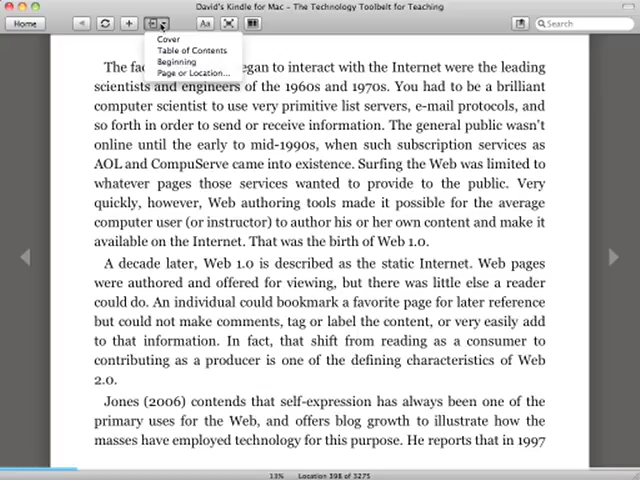 David's Kindle for Mac – The Technology Toolbelt for Teaching
Home
Aa
Search
Cover
Table of Contents
Beginning
Page or Location...
The fac egan to interact with the Internet were the leading
scientists and engineers of the 1960s and 1970s. You had to be a brilliant
computer scientist to use very primitive list servers, e-mail protocols, and
so forth in order to send or receive information. The general public wasn't
online until the early to mid-1990s, when such subscription services as
AOL and CompuServe came into existence. Surfing the Web was limited to
whatever pages those services wanted to provide to the public. Very
quickly, however, Web authoring tools made it possible for the average
computer user (or instructor) to author his or her own content and make it
available on the Internet. That was the birth of Web 1.0.
A decade later, Web 1.0 is described as the static Internet. Web pages
were authored and offered for viewing, but there was little else a reader
could do. An individual could bookmark a favorite page for later reference
but could not make comments, tag or label the content, or very easily add
to that information. In fact, that shift from reading as a consumer to
contributing as a producer is one of the defining characteristics of Web
2.0.
Jones (2006) contends that self-expression has always been one of the
primary uses for the Web, and offers blog growth to illustrate how the
masses have employed technology for this purpose. He reports that in 1997
13% Location 398 of 3275